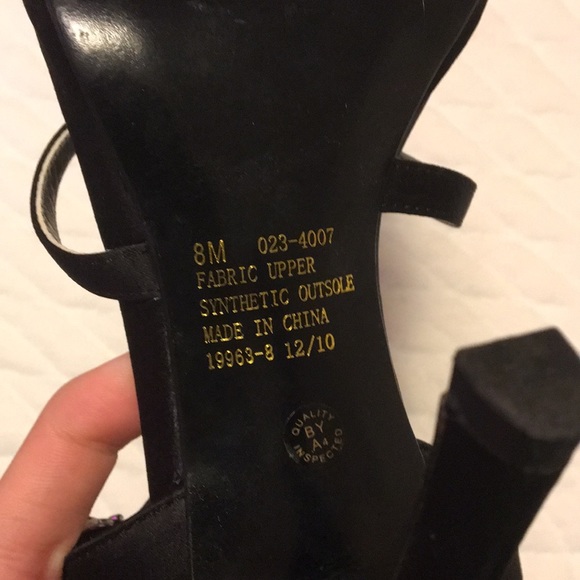 8M 023-4007
FABRIC UPPER
SYNTHETIC OUTSOLE
MADE IN CHINA
19963-8 12/10
QUALITY
BY
A4
INSPECTED